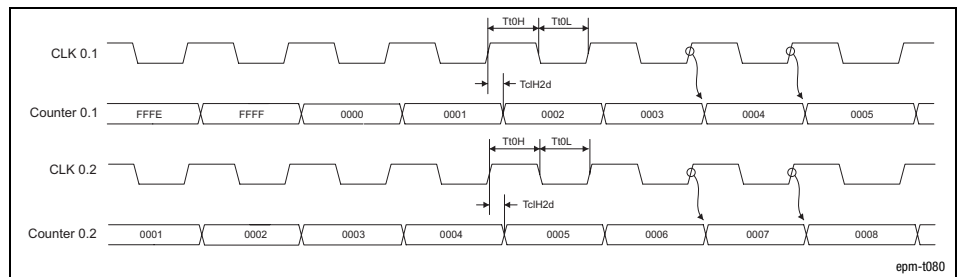 Tt0H Tt0L
CLK 0.1
TclH2d
Counter 0.1 FFFE FFFF 0000 0001 0002 0003 0004 0005
Tt0H Tt0L
CLK 0.2
TclH2d
Counter 0.2 0001 0002 0003 0004 0005 0006 0007 0008
epm-t080